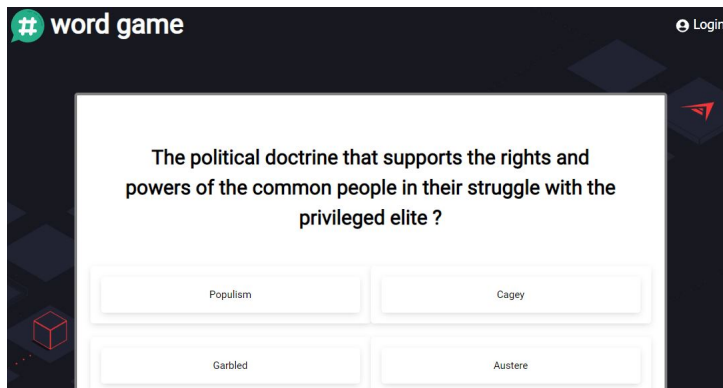 # word game
Login
The political doctrine that supports the rights and
powers of the common people in their struggle with the
privileged elite ?
Populism
Cagey
Garbled
Austere